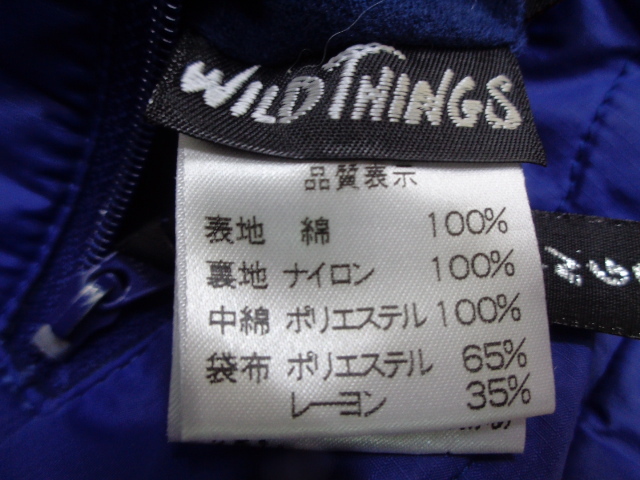 WILD THINGS
品質表示
表地 綿 100%
裏地 ナイロン 100%
中綿 ポリエステル 100%
袋布 ポリエステル 65%
レーヨン 35%